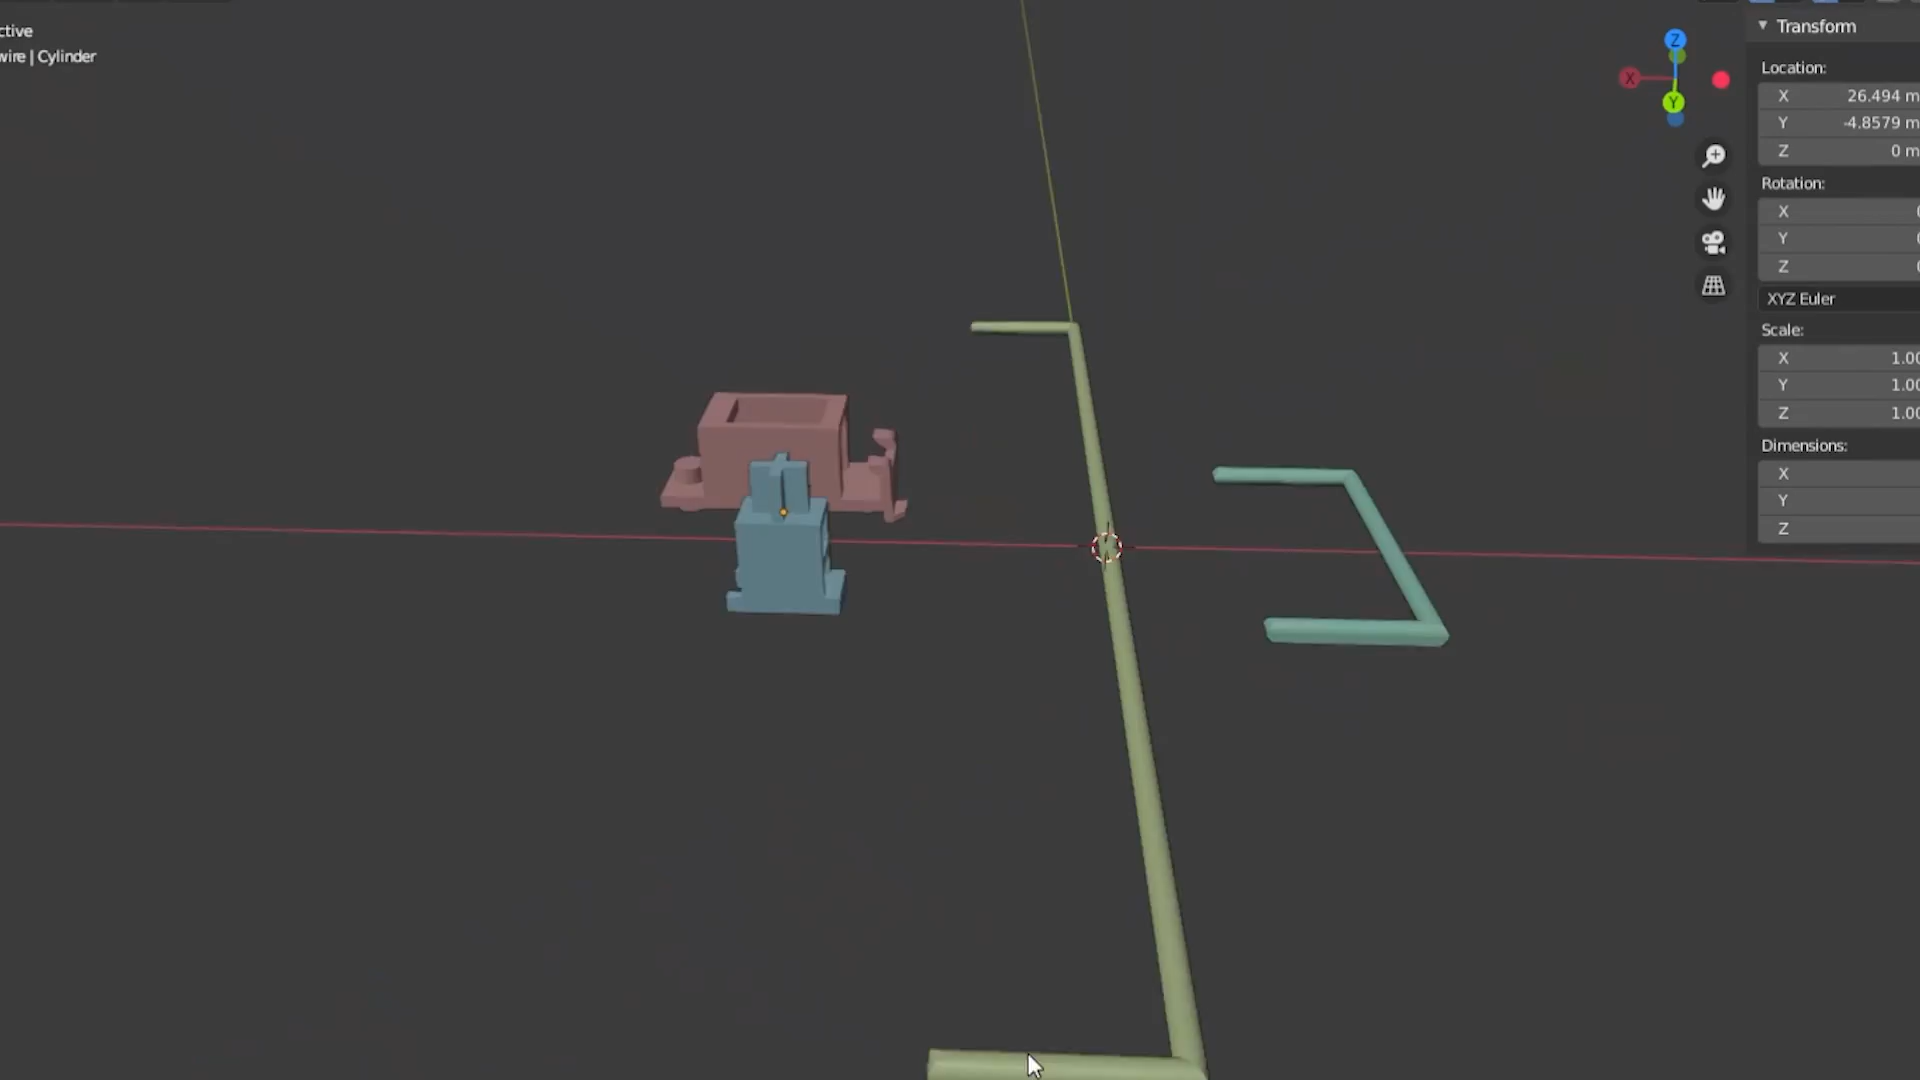 ctive
wire | Cylinder
Z
X
Y
Transform
Location:
X 26.494 m
Y -4.8579 m
Z 0 m
Rotation:
X
Y
Z
XYZ Euler
Scale:
X 1.00
Y 1.00
Z 1.00
Dimensions:
X
Y
Z